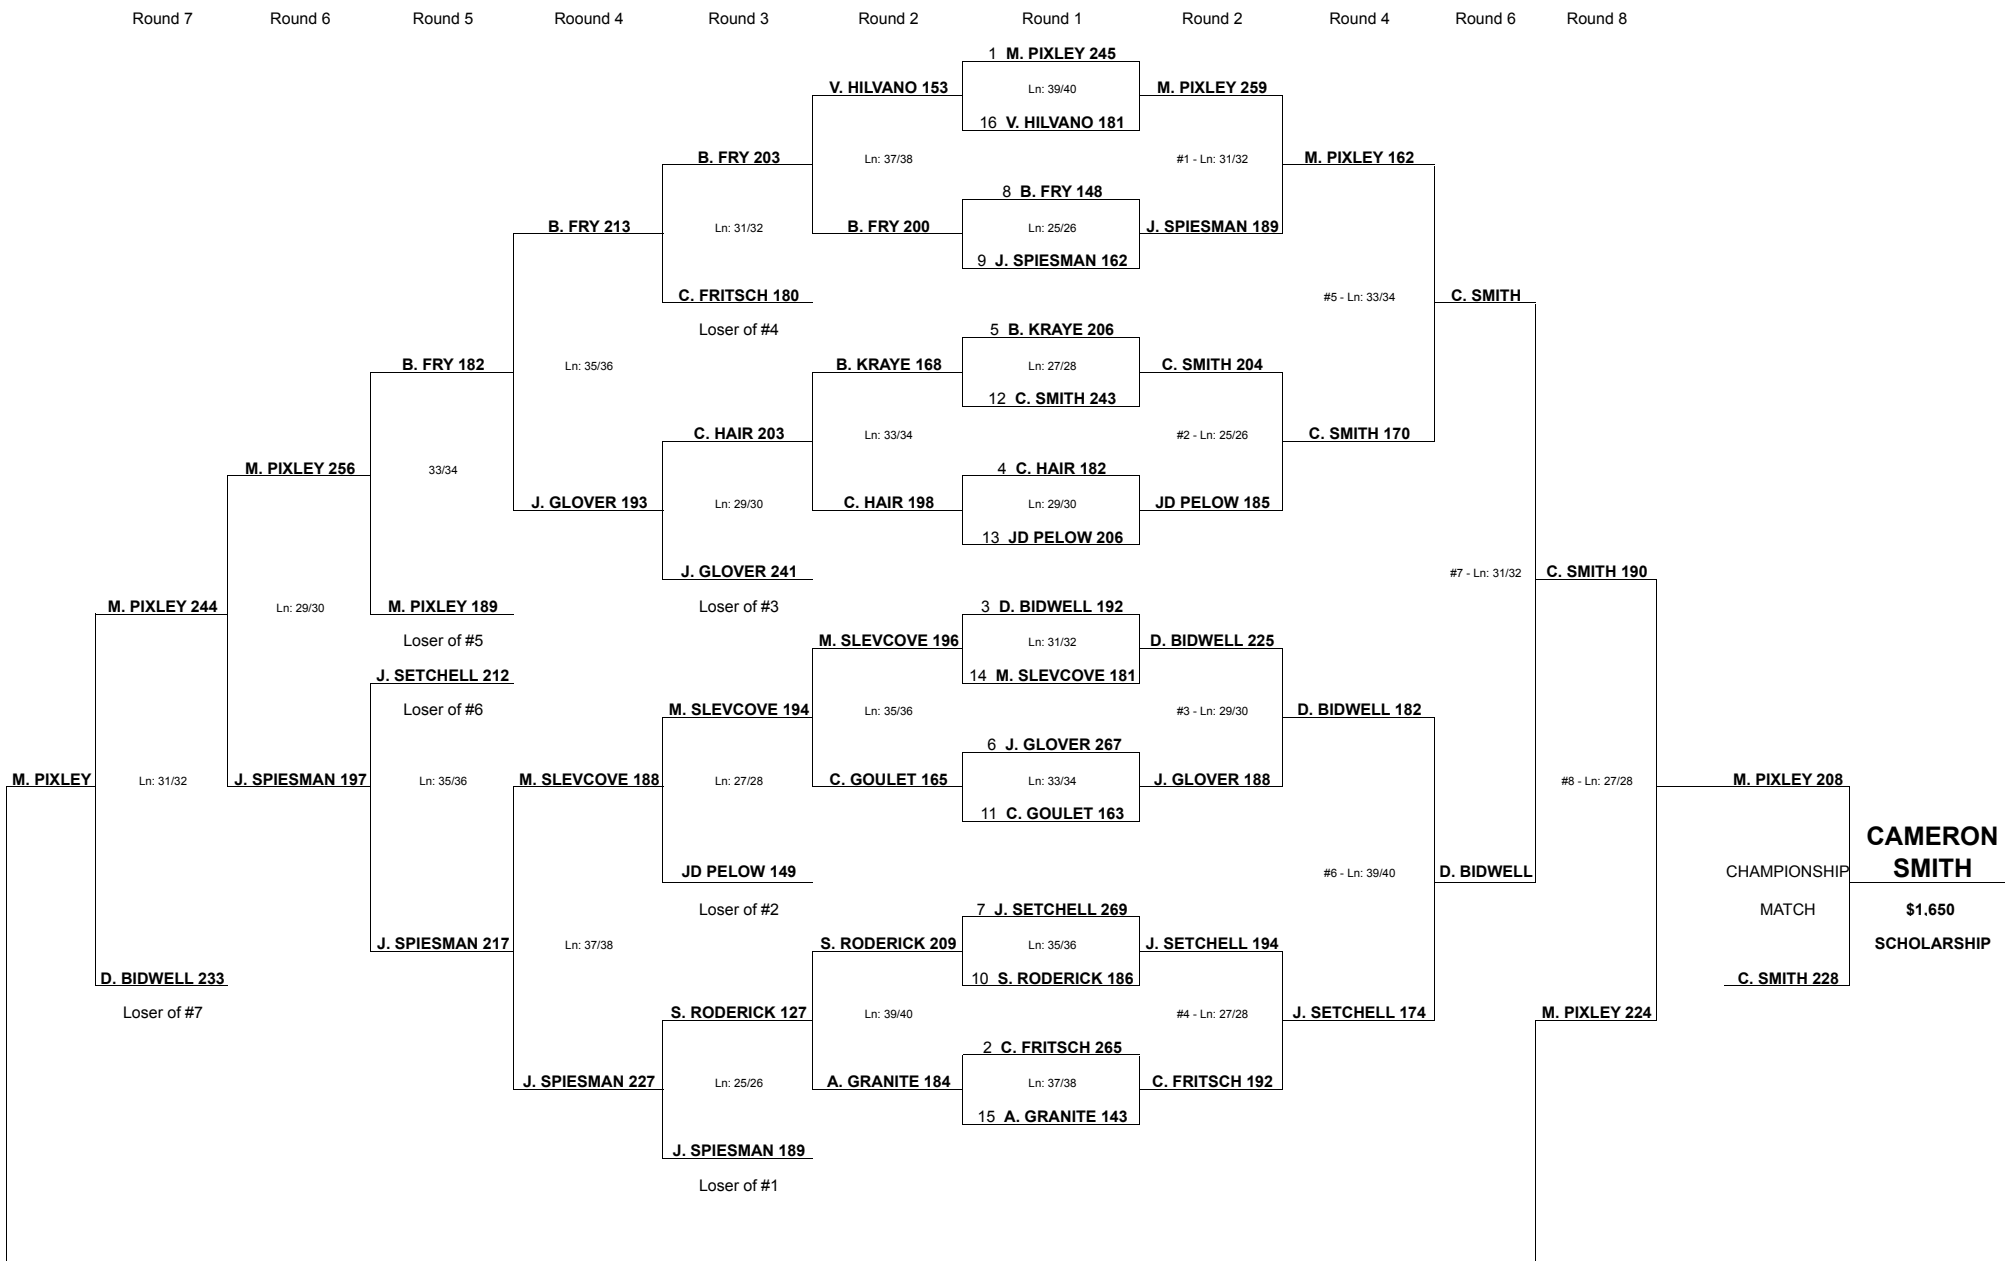 Round 7 Round 6 Round 5 Roound 4 Round 3 Round 2 Round 1 Round 2 Round 4 Round 6 Round 8
1 M. PIXLEY 245
V. HILVANO 153 Ln: 39/40 M. PIXLEY 259
16 V. HILVANO 181
B. FRY 203 Ln: 37/38 #1 - Ln: 31/32 M. PIXLEY 162
8 B. FRY 148
B. FRY 213 Ln: 31/32 B. FRY 200 Ln: 25/26 J. SPIESMAN 189
9 J. SPIESMAN 162
C. FRITSCH 180 #5 - Ln: 33/34 C. SMITH
Loser of #4 5 B. KRAYE 206
B. FRY 182 Ln: 35/36 B. KRAYE 168 Ln: 27/28 C. SMITH 204
12 C. SMITH 243
C. HAIR 203 Ln: 33/34 #2 - Ln: 25/26 C. SMITH 170
M. PIXLEY 256 33/34 4 C. HAIR 182
J. GLOVER 193 Ln: 29/30 C. HAIR 198 Ln: 29/30 JD PELOW 185
13 JD PELOW 206
J. GLOVER 241 #7 - Ln: 31/32 C. SMITH 190
M. PIXLEY 244 Ln: 29/30 M. PIXLEY 189 Loser of #3 3 D. BIDWELL 192
Loser of #5 M. SLEVCOVE 196 Ln: 31/32 D. BIDWELL 225
J. SETCHELL 212 14 M. SLEVCOVE 181
Loser of #6 M. SLEVCOVE 194 Ln: 35/36 #3 - Ln: 29/30 D. BIDWELL 182
6 J. GLOVER 267
M. PIXLEY Ln: 31/32 J. SPIESMAN 197 Ln: 35/36 M. SLEVCOVE 188 Ln: 27/28 C. GOULET 165 Ln: 33/34 J. GLOVER 188 #8 - Ln: 27/28 M. PIXLEY 208
11 C. GOULET 163
CAMERON
SMITH
JD PELOW 149 #6 - Ln: 39/40 D. BIDWELL CHAMPIONSHIP
Loser of #2 7 J. SETCHELL 269 MATCH $1,650
J. SPIESMAN 217 Ln: 37/38 S. RODERICK 209 Ln: 35/36 J. SETCHELL 194 SCHOLARSHIP
D. BIDWELL 233 10 S. RODERICK 186 C. SMITH 228
Loser of #7 S. RODERICK 127 Ln: 39/40 #4 - Ln: 27/28 J. SETCHELL 174 M. PIXLEY 224
2 C. FRITSCH 265
J. SPIESMAN 227 Ln: 25/26 A. GRANITE 184 Ln: 37/38 C. FRITSCH 192
15 A. GRANITE 143
J. SPIESMAN 189
Loser of #1